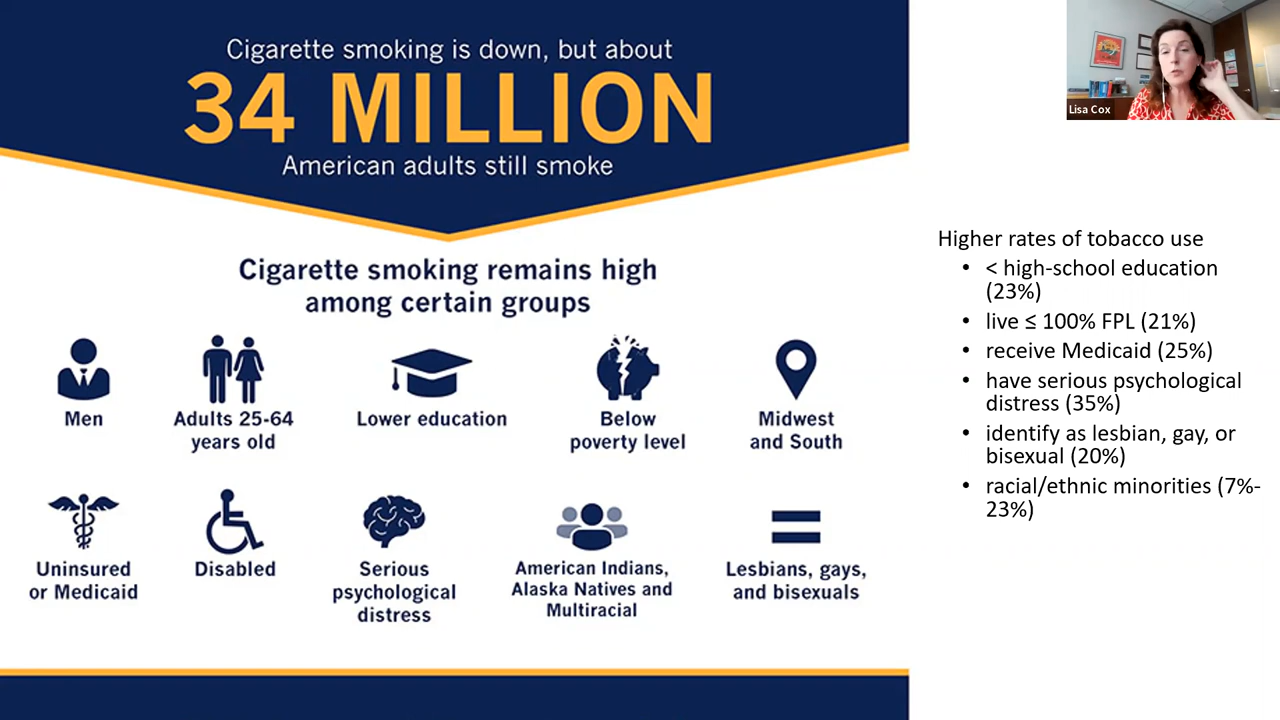 Cigarette smoking is down, but about
34 MILLION
American adults still smoke
Cigarette smoking remains high
among certain groups
Men
Adults 25-64
years old
Lower education
Below
poverty level
Midwest
and South
Uninsured
or Medicaid
Disabled
Serious
psychological
distress
American Indians,
Alaska Natives and
Multiracial
Lesbians, gays,
and bisexuals
Lisa Cox
Higher rates of tobacco use
• < high-school education
(23%)
• live ≤ 100% FPL (21%)
• receive Medicaid (25%)
• have serious psychological
distress (35%)
• identify as lesbian, gay, or
bisexual (20%)
• racial/ethnic minorities (7%-
23%)